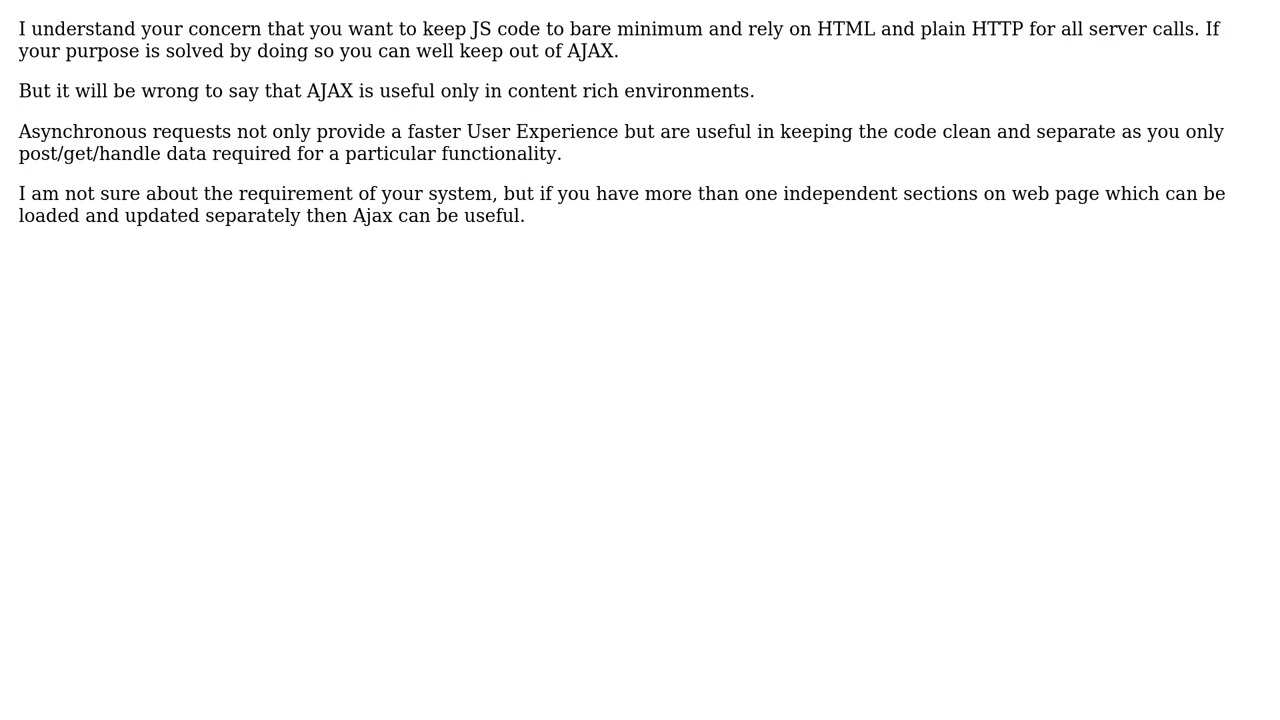 I understand your concern that you want to keep JS code to bare minimum and rely on HTML and plain HTTP for all server calls. If
your purpose is solved by doing so you can well keep out of AJAX.
But it will be wrong to say that AJAX is useful only in content rich environments.
Asynchronous requests not only provide a faster User Experience but are useful in keeping the code clean and separate as you only
post/get/handle data required for a particular functionality.
I am not sure about the requirement of your system, but if you have more than one independent sections on web page which can be
loaded and updated separately then Ajax can be useful.